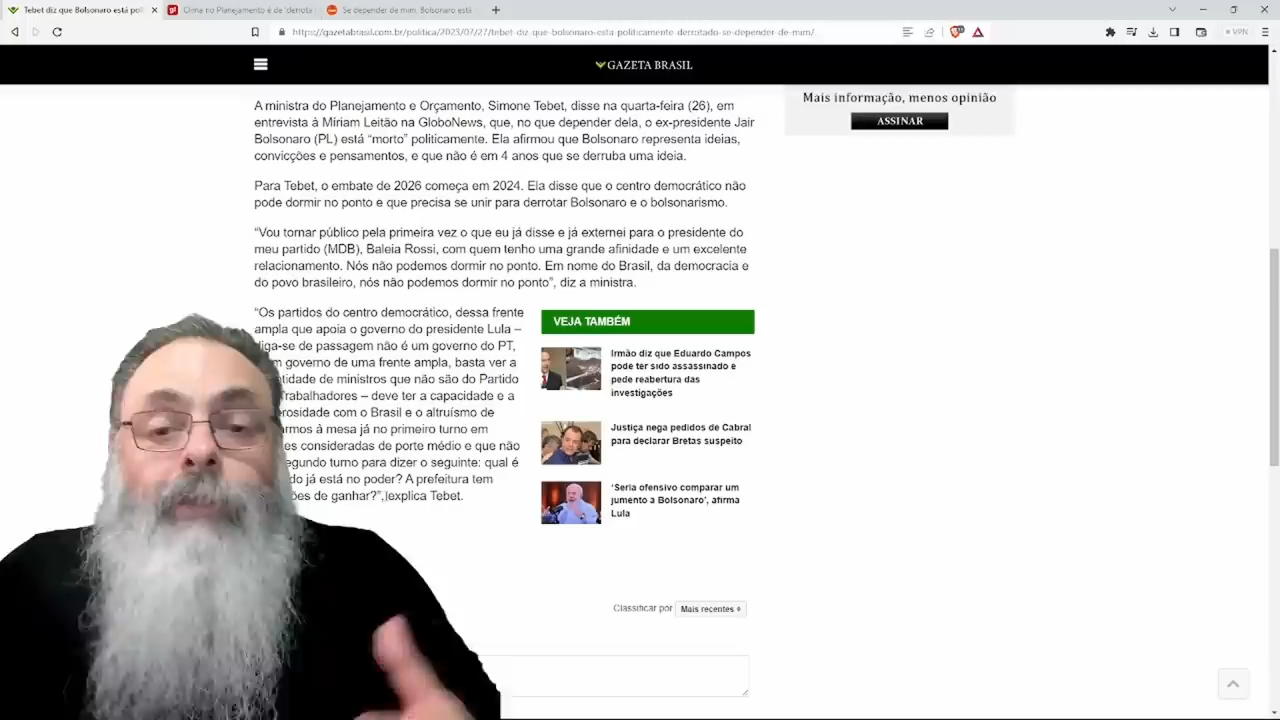 Tebet diz que Bolsonaro está pol
Clima no Planejamento é de 'derrota
Se depender de mim, Bolsonaro está
https://gazetabrasil.com.br/politica/2023/07/27/tebet-diz-que-bolsonaro-esta-politicamente-derrotado-se-depender-de-mim/
VPN
GAZETA BRASIL
Mais informação, menos opinião
ASSINAR
A ministra do Planejamento e Orçamento, Simone Tebet, disse na quarta-feira (26), em
entrevista à Míriam Leitão na GloboNews, que, no que depender dela, o ex-presidente Jair
Bolsonaro (PL) está “morto” politicamente. Ela afirmou que Bolsonaro representa ideias,
convicções e pensamentos, e que não é em 4 anos que se derruba uma ideia.
Para Tebet, o embate de 2026 começa em 2024. Ela disse que o centro democrático não
pode dormir no ponto e que precisa se unir para derrotar Bolsonaro e o bolsonarismo.
“Vou tornar público pela primeira vez o que eu já disse e já externei para o presidente do
meu partido (MDB), Baleia Rossi, com quem tenho uma grande afinidade e um excelente
relacionamento. Nós não podemos dormir no ponto. Em nome do Brasil, da democracia e
do povo brasileiro, nós não podemos dormir no ponto”, diz a ministra.
“Os partidos do centro democrático, dessa frente
ampla que apoia o governo do presidente Lula –
diga-se de passagem não é um governo do PT,
governo de uma frente ampla, basta ver a
tidade de ministros que não são do Partido
Trabalhadores – deve ter a capacidade e a
erosidade com o Brasil e o altruísmo de
armos à mesa já no primeiro turno em
es consideradas de porte médio e que não
egundo turno para dizer o seguinte: qual é
do já está no poder? A prefeitura tem
ões de ganhar?”, explica Tebet.
VEJA TAMBÉM
Irmão diz que Eduardo Campos
pode ter sido assassinado e
pede reabertura das
investigações
Justiça nega pedidos de Cabral
para declarar Bretas suspeito
‘Seria ofensivo comparar um
jumento a Bolsonaro’, afirma
Lula
Classificar por Mais recentes